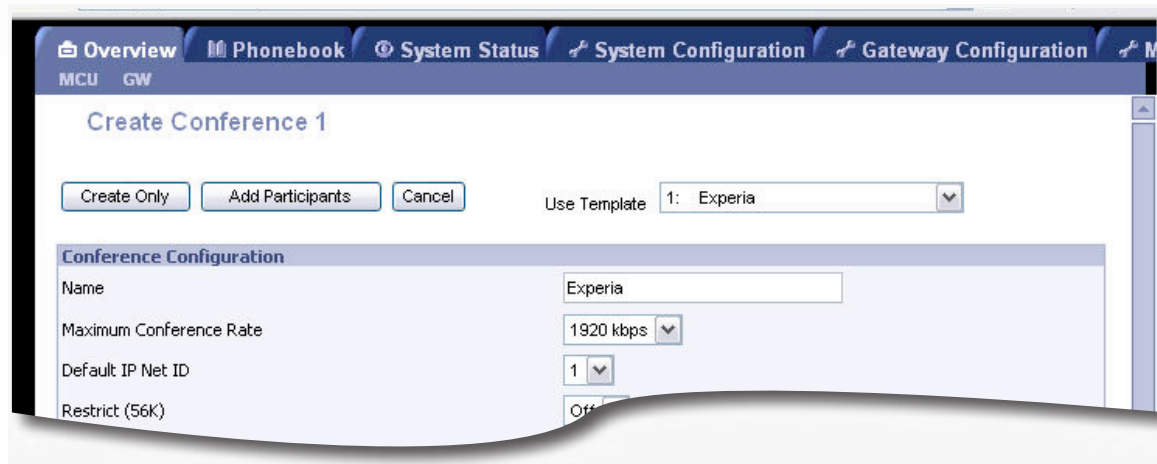 Overview Phonebook System Status System Configuration Gateway Configuration M
MCU GW
Create Conference 1
Create Only Add Participants Cancel Use Template 1: Experia
Conference Configuration
Name Experia
Maximum Conference Rate 1920 kbps
Default IP Net ID 1
Restrict (56K) Off